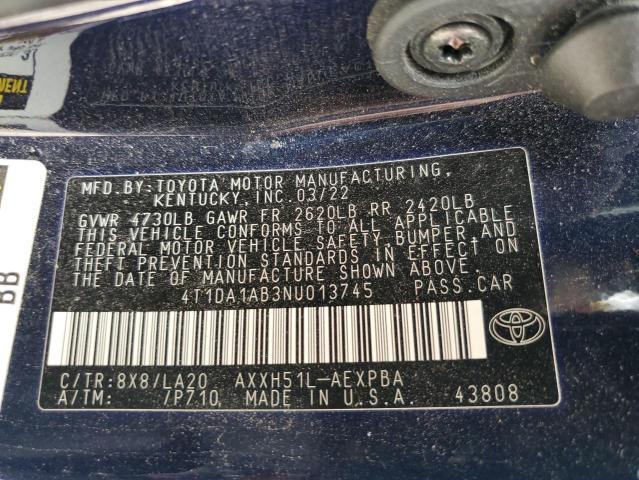 MFD. BY: TOYOTA MOTOR MANUFACTURING,
KENTUCKY, INC. 03/22
GVWR 4730LB GAWR FR 2620LB RR 2420LB
THIS VEHICLE CONFORMS TO ALL APPLICABLE
FEDERAL MOTOR VEHICLE SAFETY, BUMPER AND
THEFT PREVENTION STANDARDS IN EFFECT ON
THE DATE OF MANUFACTURE SHOWN ABOVE.
4T1DA1AB3NU013745 PASS. CAR
C/TR: 8X8/LA20 AXXH51L-AEXPBA
A/TM: /P710 MADE IN U.S.A. 43808
BB